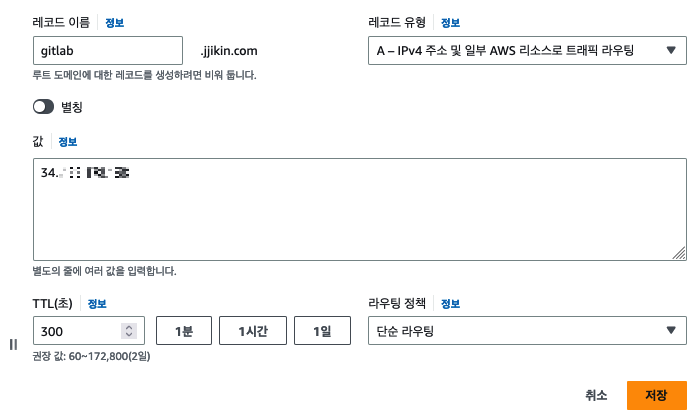 레코드 이름 정보
레코드 유형 정보
gitlab .jjikin.com
A – IPv4 주소 및 일부 AWS 리소스로 트래픽 라우팅
루트 도메인에 대한 레코드를 생성하려면 비워 둡니다.
별칭
값 정보
34.
별도의 줄에 여러 값을 입력합니다.
TTL(초) 정보
라우팅 정책 정보
300 1분 1시간 1일
단순 라우팅
권장 값: 60~172,800(2일)
취소 저장